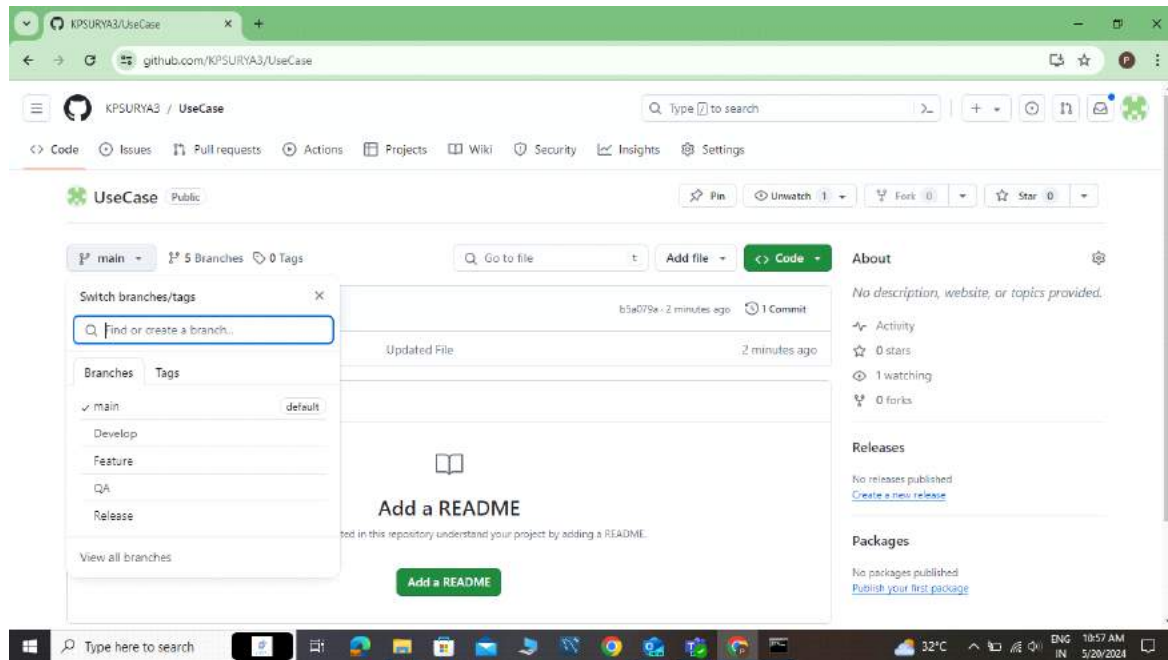 KPSURYA3/UseCase
github.com/KPSURYA3/UseCase
P
KPSURYA3 / UseCase
Type / to search
Code Issues Pull requests Actions Projects Wiki Security Insights Settings
UseCase Public
Pin Unwatch 1 Fork 0 Star 0
main 5 Branches 0 Tags
Go to file t
Add file
Code
About
Switch branches/tags
No description, website, or topics provided.
Find or create a branch...
b5a079a · 2 minutes ago 1 Commit
Activity
Updated File 2 minutes ago
0 stars
Branches Tags
1 watching
main default
0 forks
Develop
Feature
Releases
QA
No releases published
Release
Create a new release
Add a README
ted in this repository understand your project by adding a README.
View all branches
Packages
Add a README
No packages published
Publish your first package
Type here to search
32°C
ENG 10:57 AM
IN 5/20/2024